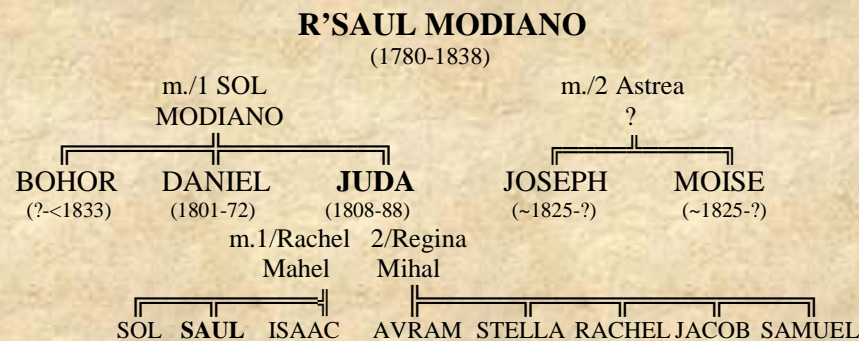 R’SAUL MODIANO
(1780-1838)
m./1 SOL m./2 Astrea
MODIANO ?
BOHOR DANIEL JUDA JOSEPH MOISE
(?-<1833) (1801-72) (1808-88) (~1825-?) (~1825-?)
m.1/Rachel 2/Regina
Mahel Mihal
SOL SAUL ISAAC AVRAM STELLA RACHEL JACOB SAMUEL